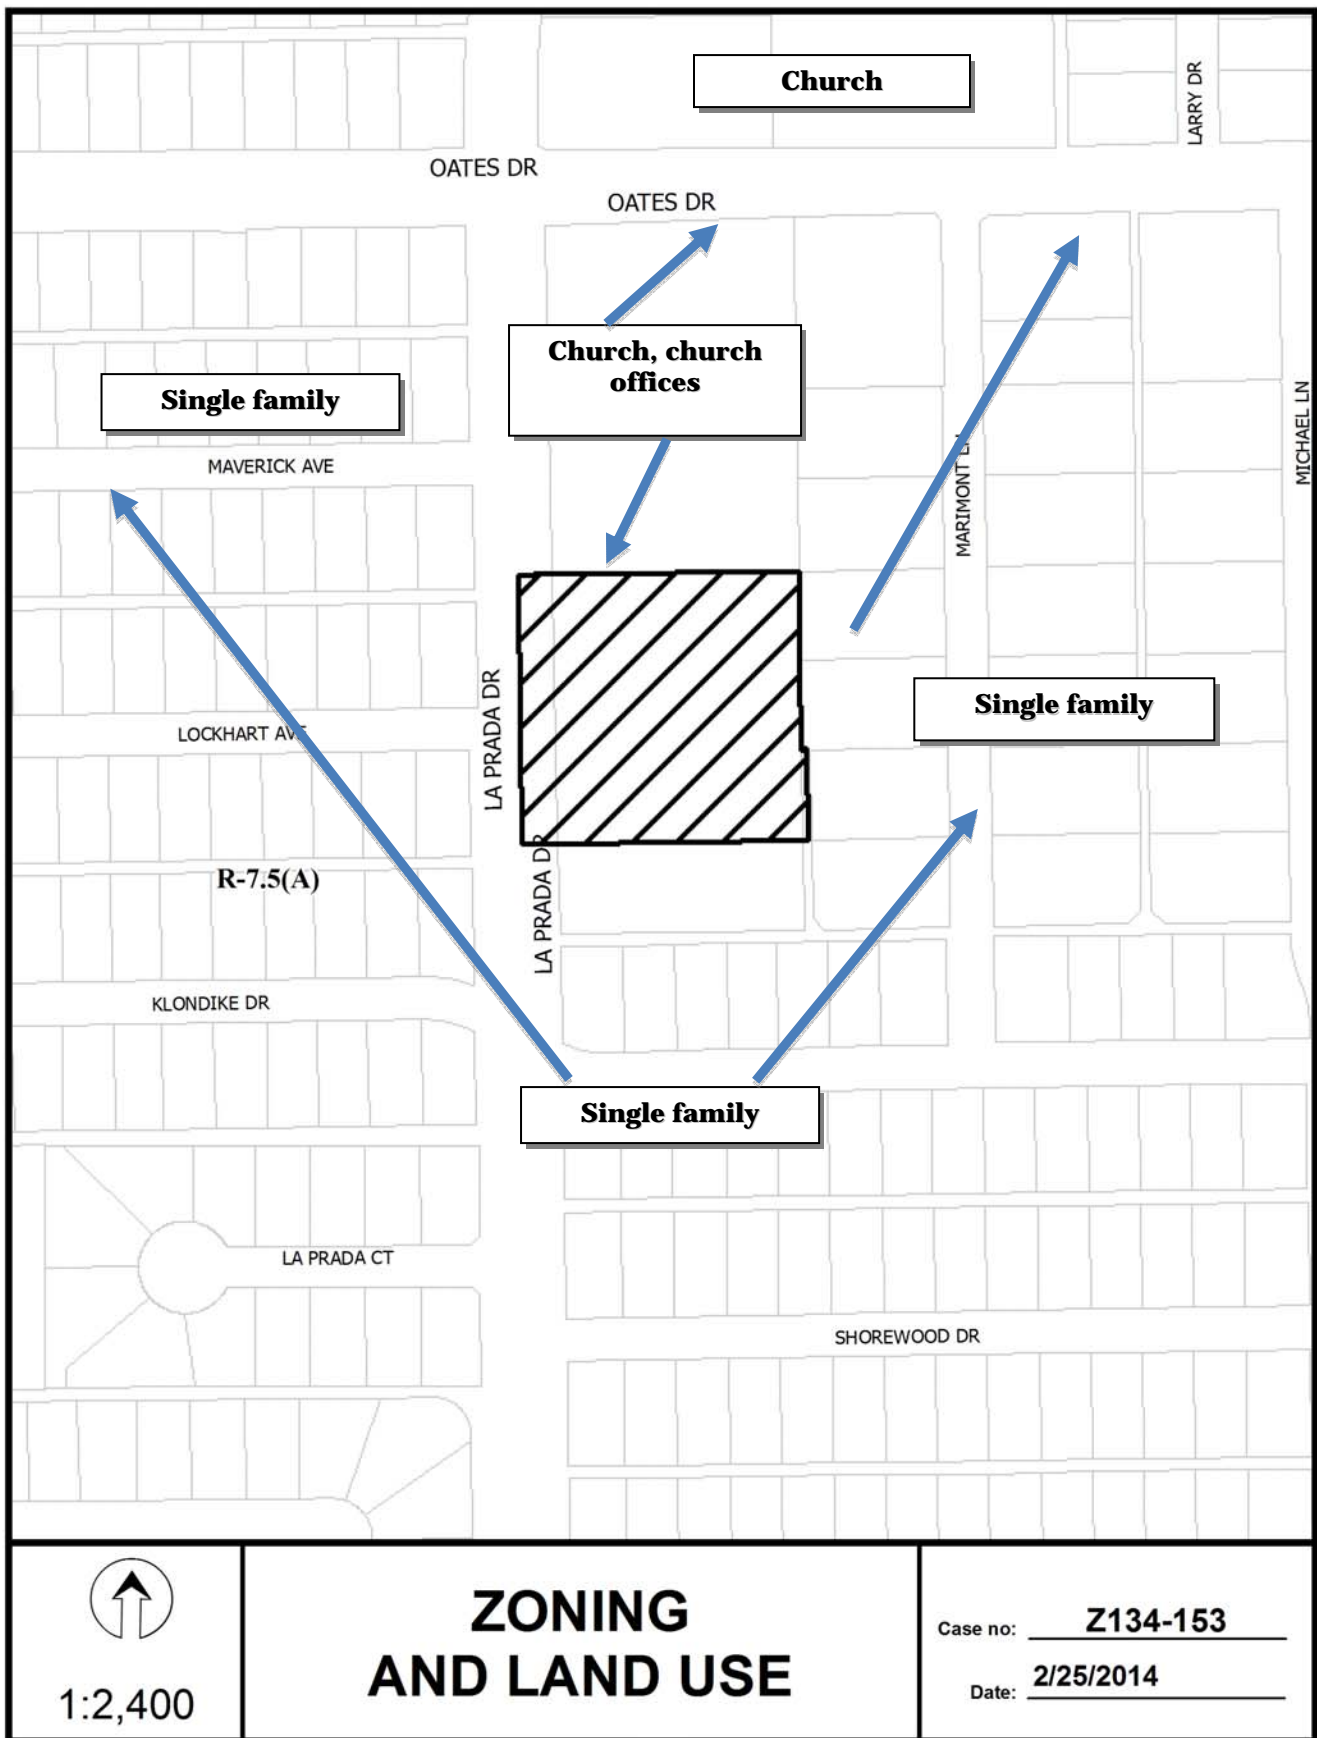 Church
LARRY DR
OATES DR
OATES DR
Church, church
offices
Single family
MICHAEL LN
MAVERICK AVE
MARIMONT LN
LA PRADA DR
Single family
LOCKHART AVE
LA PRADA DR
R-7.5(A)
KLONDIKE DR
Single family
LA PRADA CT
SHOREWOOD DR
1:2,400
ZONING
AND LAND USE
Case no: Z134-153
Date: 2/25/2014